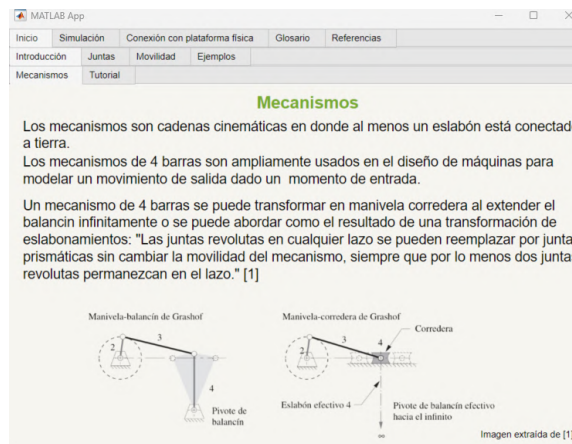 MATLAB App
Inicio Simulación Conexión con plataforma física Glosario Referencias
Introducción Juntas Movilidad Ejemplos
Mecanismos Tutorial
Mecanismos
Los mecanismos son cadenas cinemáticas en donde al menos un eslabón está conectad
a tierra.
Los mecanismos de 4 barras son ampliamente usados en el diseño de máquinas para
modelar un movimiento de salida dado un momento de entrada.
Un mecanismo de 4 barras se puede transformar en manivela corredera al extender el
balancin infinitamente o se puede abordar como el resultado de una transformación de
eslabonamientos: "Las juntas revolutas en cualquier lazo se pueden reemplazar por junta
prismáticas sin cambiar la movilidad del mecanismo, siempre que por lo menos dos junta
revolutas permanezcan en el lazo." [1]
Manivela-balancín de Grashof
2
3
4
Pivote de
balancín
Manivela-corredera de Grashof
Corredera
2
3
4
Eslabón efectivo 4
Pivote de balancín efectivo
hacia el infinito
∞
Imagen extraída de [1]